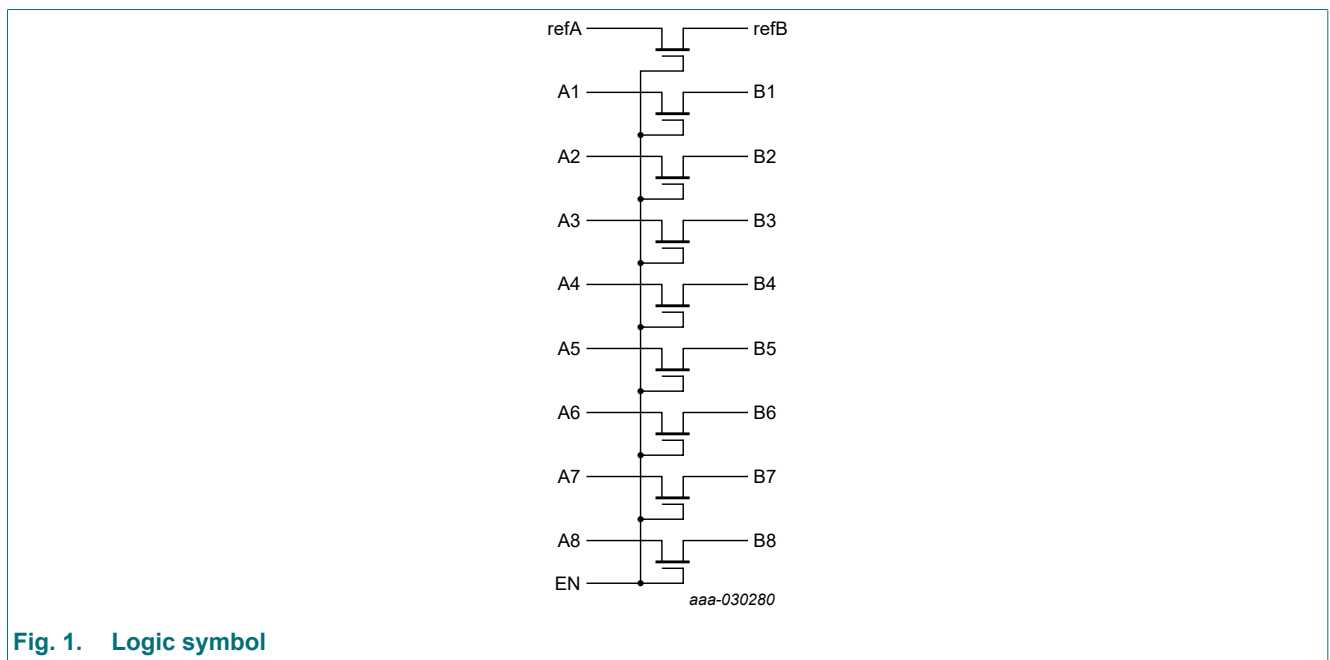 refA refB
A1 B1
A2 B2
A3 B3
A4 B4
A5 B5
A6 B6
A7 B7
A8 B8
EN
aaa-030280
Fig. 1. Logic symbol